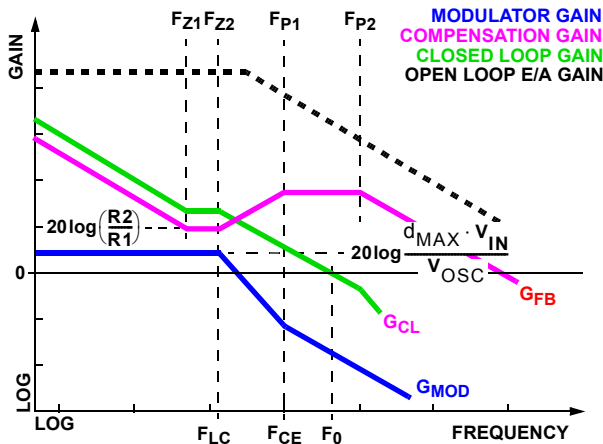 MODULATOR GAIN
COMPENSATION GAIN
CLOSED LOOP GAIN
OPEN LOOP E/A GAIN
FZ1 FZ2 FP1 FP2
GAIN
20log(R2/R1)
20log dMAX · VIN / VOSC
0
GFB
GCL
GMOD
LOG
LOG
FLC FCE F0 FREQUENCY